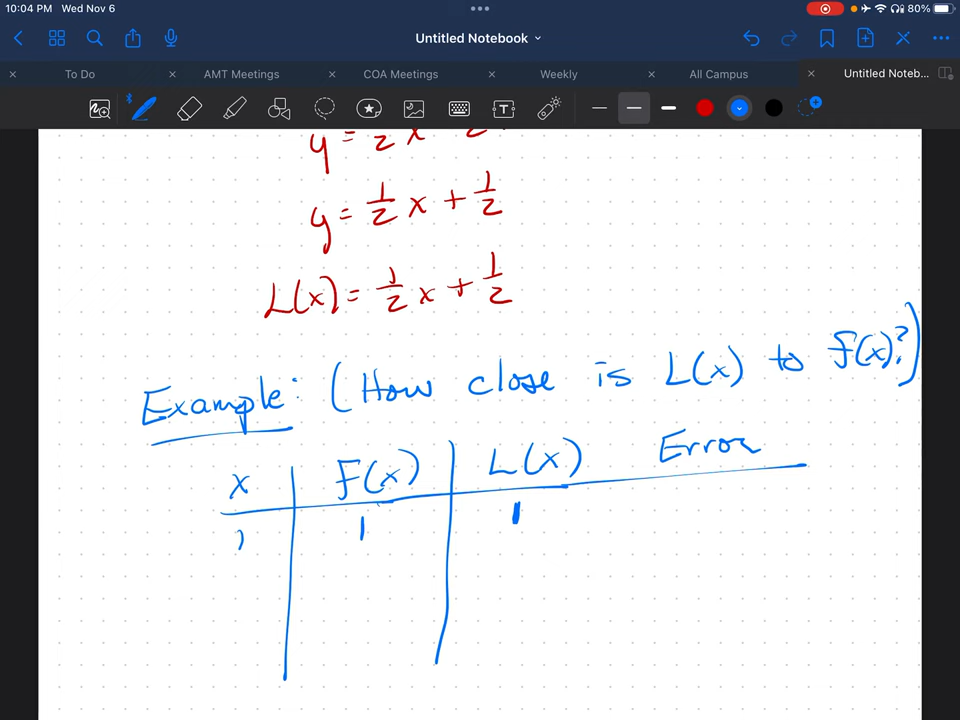 10:04 PM Wed Nov 6 80%
Untitled Notebook
To Do AMT Meetings COA Meetings Weekly All Campus Untitled Noteb...
y = 1/2 x + 1/2
L(x) = 1/2 x + 1/2
Example: (How close is L(x) to f(x)?)
x f(x) L(x) Error
1 1 1